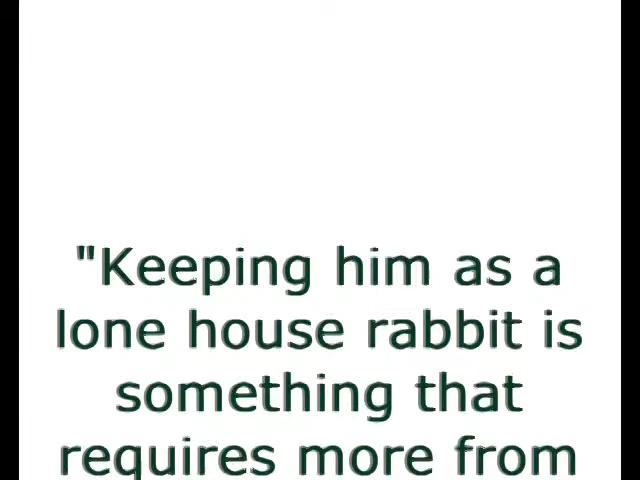 "Keeping him as a
lone house rabbit is
something that
requires more from